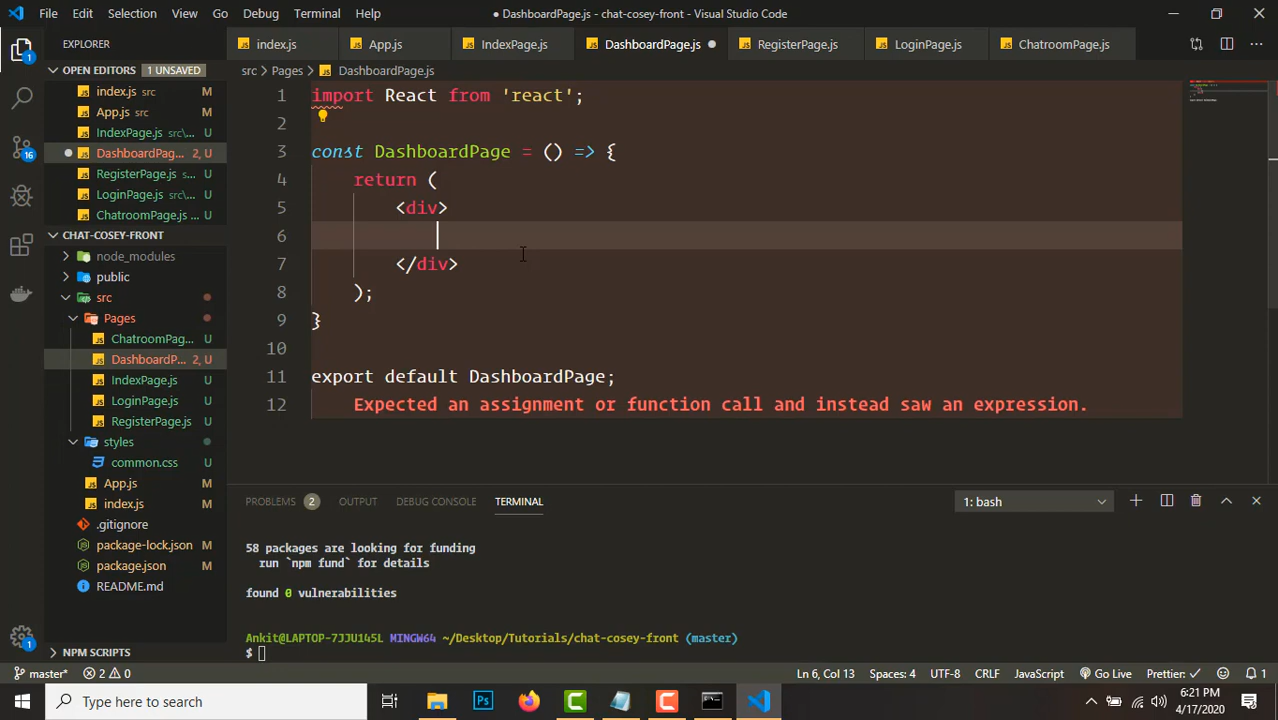 File Edit Selection View Go Debug Terminal Help
● DashboardPage.js - chat-cosey-front - Visual Studio Code
EXPLORER
index.js
App.js
IndexPage.js
DashboardPage.js
RegisterPage.js
LoginPage.js
ChatroomPage.js
OPEN EDITORS 1 UNSAVED
index.js src M
App.js M
IndexPage.js src\... U
DashboardPag... 2, U
RegisterPage.js s... U
LoginPage.js src\... U
ChatroomPage.js ... U
CHAT-COSEY-FRONT
node_modules
public
src
Pages
ChatroomPag... U
DashboardP... 2, U
IndexPage.js U
LoginPage.js U
RegisterPage.js U
styles
common.css U
App.js M
index.js M
.gitignore
package-lock.json M
package.json M
README.md
NPM SCRIPTS
src > Pages > DashboardPage.js
1 import React from 'react';
2
3 const DashboardPage = () => {
4 return (
5 <div>
6
7 </div>
8 );
9 }
10
11 export default DashboardPage;
12 Expected an assignment or function call and instead saw an expression.
PROBLEMS 2 OUTPUT DEBUG CONSOLE TERMINAL
1: bash
58 packages are looking for funding
run `npm fund` for details
found 0 vulnerabilities
Ankit@LAPTOP-7JJU145L MINGW64 ~/Desktop/Tutorials/chat-cosey-front (master)
$
1
16
1
master* 2 0
Ln 6, Col 13 Spaces: 4 UTF-8 CRLF JavaScript Go Live Prettier: ✓ 1
Type here to search
Ps
6:21 PM
4/17/2020